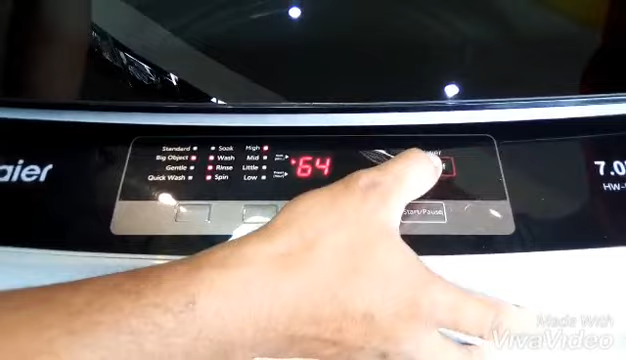 Standard Soak High
Big Object Wash Mid
Gentle Rinse Little
Quick Wash Spin Low
64
Start/Pause
aier
7.0
HW-
Made With
VivaVideo